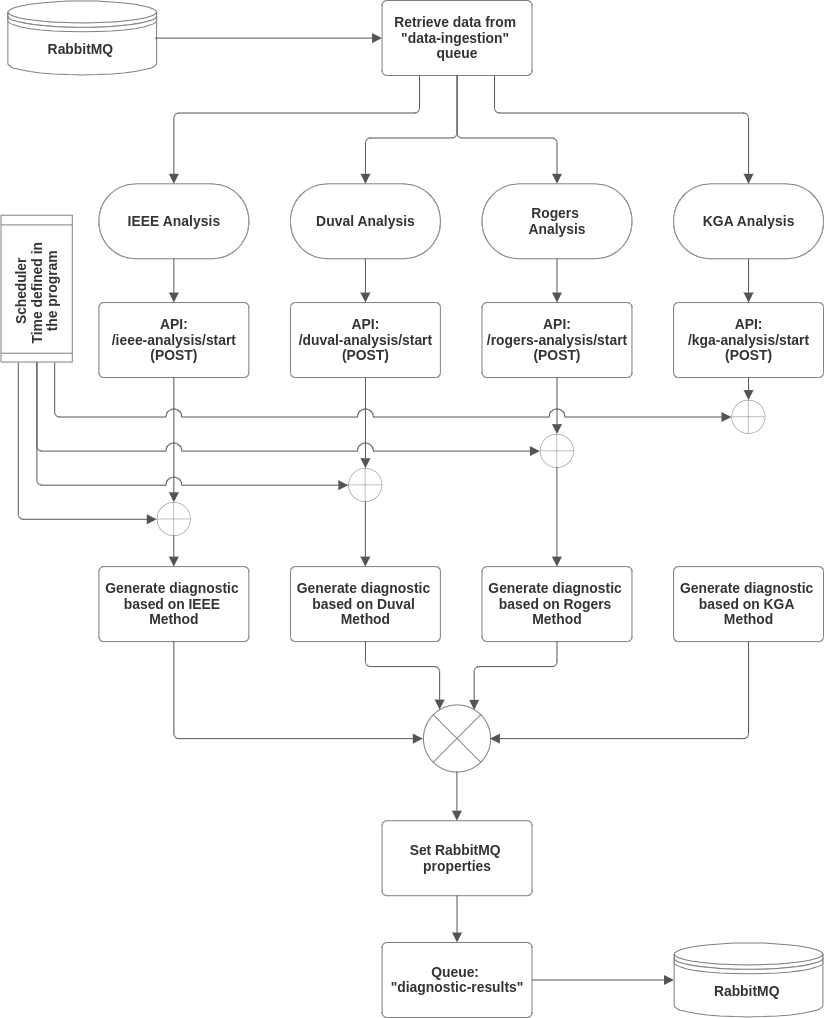 RabbitMQ
Retrieve data from
"data-ingestion"
queue
IEEE Analysis
Duval Analysis
Rogers
Analysis
KGA Analysis
Scheduler
Time defined in
the program
API:
/ieee-analysis/start
(POST)
API:
/duval-analysis/start
(POST)
API:
/rogers-analysis/start
(POST)
API:
/kga-analysis/start
(POST)
Generate diagnostic
based on IEEE
Method
Generate diagnostic
based on Duval
Method
Generate diagnostic
based on Rogers
Method
Generate diagnostic
based on KGA
Method
Set RabbitMQ
properties
Queue:
"diagnostic-results"
RabbitMQ